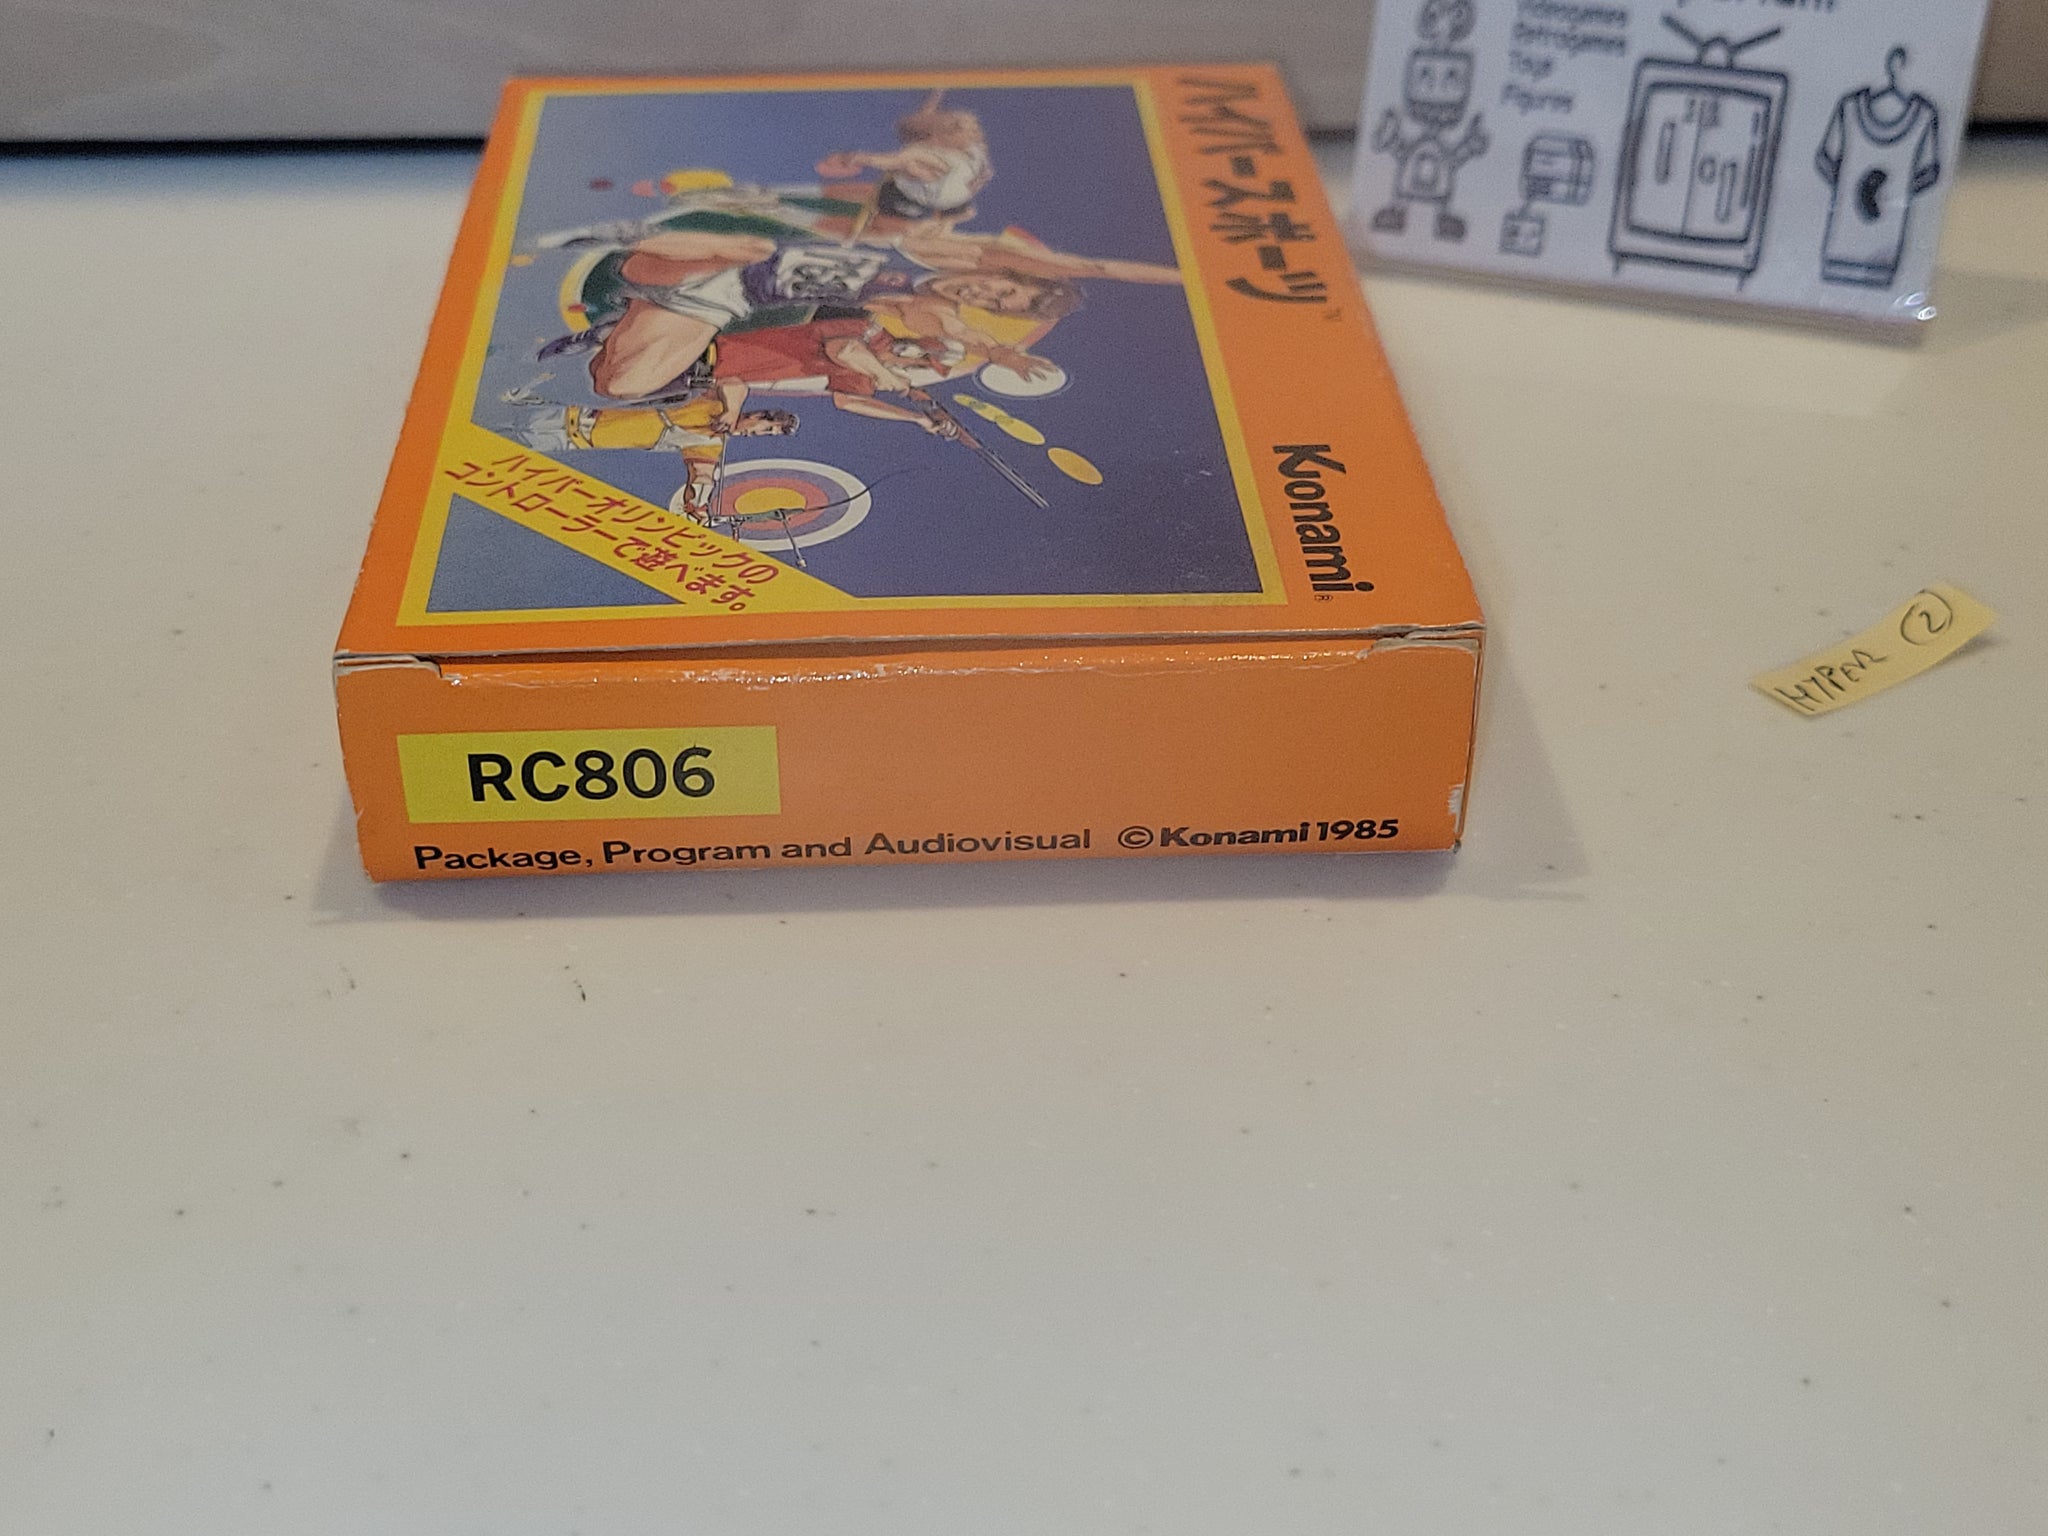 ハイパースポーツ
TM
Konami®
ハイパーオリンピックの
コントローラーで遊べます。
RC806
Package, Program and Audiovisual ©Konami 1985
Videogames
Retrogames
Toys
Figures
HYPER ②